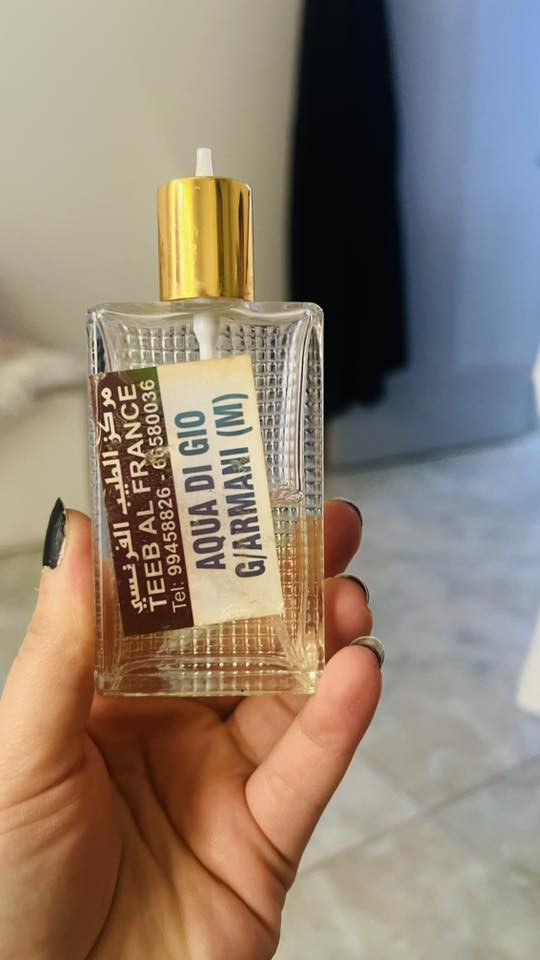 مركز الطيب الفرنسي
TEEB AL FRANCE
Tel: 99458826 - 66580036
AQUA DI GIO
G/ARMANI (M)